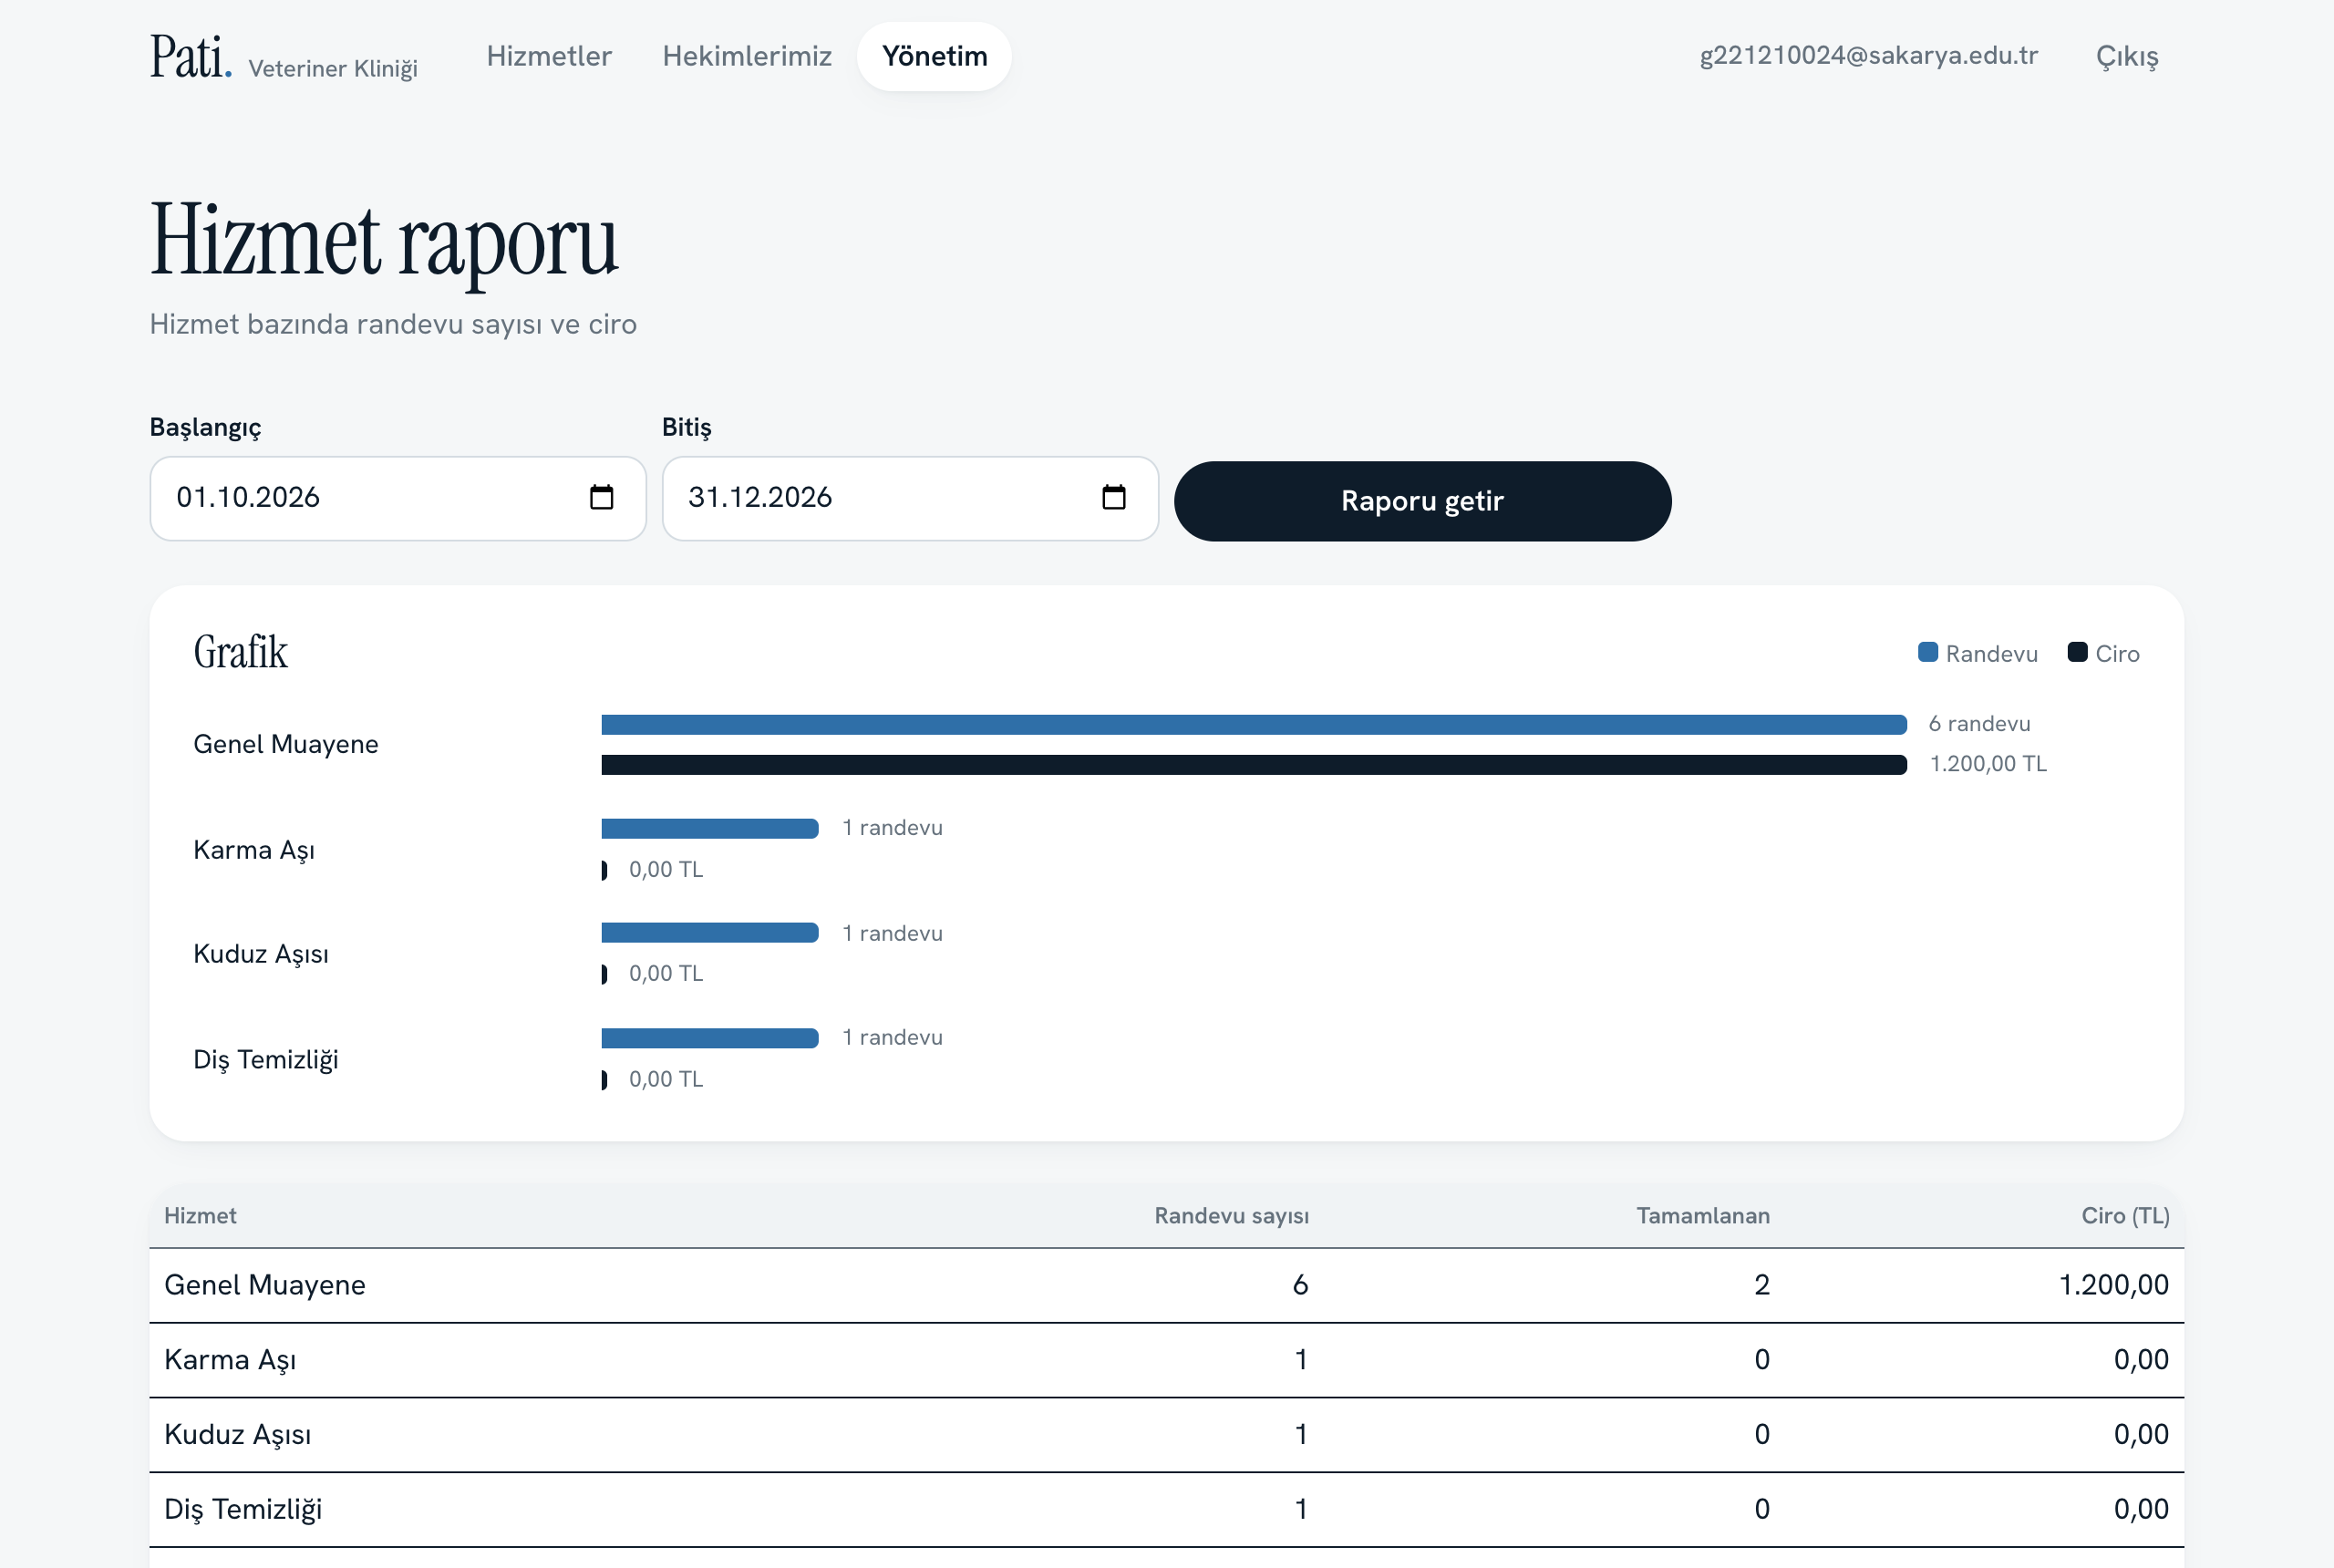 Pati. Veteriner Kliniği Hizmetler Hekimlerimiz Yönetim g221210024@sakarya.edu.tr Çıkış
Hizmet raporu
Hizmet bazında randevu sayısı ve ciro
Başlangıç Bitiş
01.10.2026 31.12.2026 Raporu getir
Grafik Randevu Ciro
Genel Muayene
6 randevu
1.200,00 TL
Karma Aşı
1 randevu
0,00 TL
Kuduz Aşısı
1 randevu
0,00 TL
Diş Temizliği
1 randevu
0,00 TL
Hizmet Randevu sayısı Tamamlanan Ciro (TL)
Genel Muayene 6 2 1.200,00
Karma Aşı 1 0 0,00
Kuduz Aşısı 1 0 0,00
Diş Temizliği 1 0 0,00